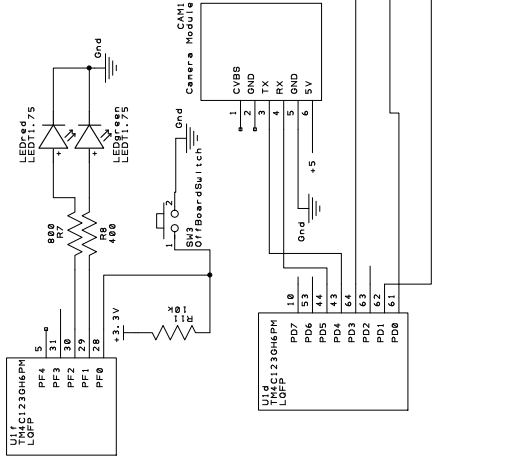 CAM1
Camera Module
CVBS
GND
TX
RX
GND
5V
1
2
3
4
5
6
+5
Gnd
Gnd
LEDred
LEDT1.75
LEDgreen
LEDT1.75
+
+
Gnd
2
1
SW3
OffBoardSwitch
800
R7
R8
400
+3.3V
R11
10k
5
31
30
29
28
PF4
PF3
PF2
PF1
PF0
U1f
TM4C123GH6PM
LQFP
10
53
44
43
64
63
62
61
PD7
PD6
PD5
PD4
PD3
PD2
PD1
PD0
U1d
TM4C123GH6PM
LQFP